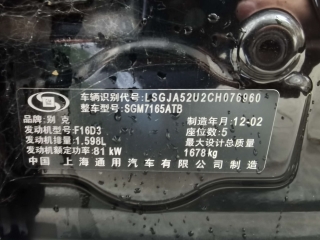 车辆识别代号: LSGJA52U2CH076960
整车型号: SGM7165ATB
品牌: 别克 制造年月 12-02
发动机型号: F16D3 座位数: 5
发动机排量: 1.598L 最大设计总质量
发动机额定功率: 81 kW 1678kg
中国 上海通用汽车有限公司制造